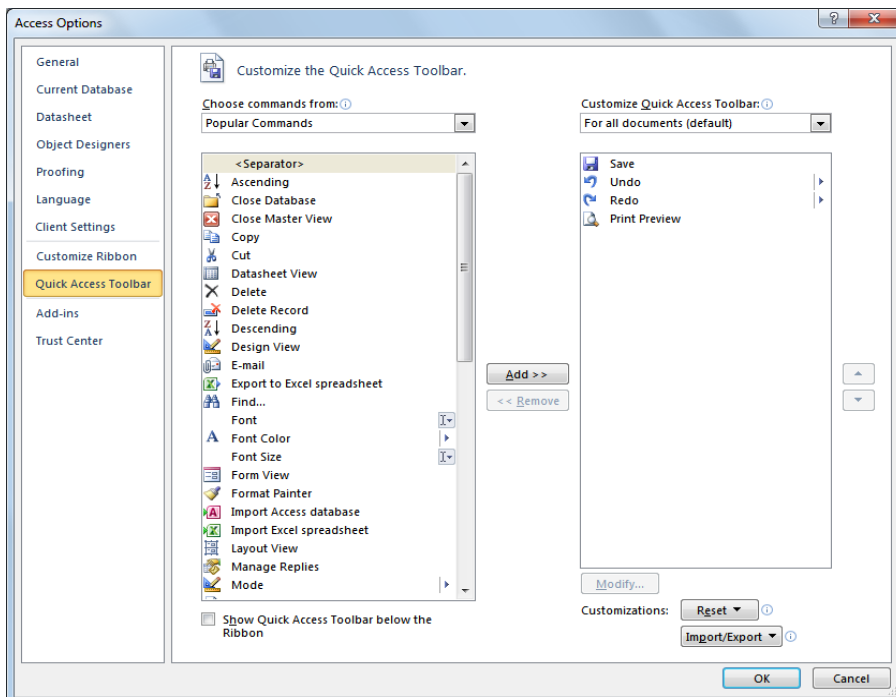 Access Options
General
Current Database
Datasheet
Object Designers
Proofing
Language
Client Settings
Customize Ribbon
Quick Access Toolbar
Add-ins
Trust Center
Customize the Quick Access Toolbar.
Choose commands from:
Popular Commands
<Separator>
Ascending
Close Database
Close Master View
Copy
Cut
Datasheet View
Delete
Delete Record
Descending
Design View
E-mail
Export to Excel spreadsheet
Find...
Font
Font Color
Font Size
Form View
Format Painter
Import Access database
Import Excel spreadsheet
Layout View
Manage Replies
Mode
Show Quick Access Toolbar below the
Ribbon
Add >>
<< Remove
Customize Quick Access Toolbar:
For all documents (default)
Save
Undo
Redo
Print Preview
Modify...
Customizations:
Reset
Import/Export
OK
Cancel